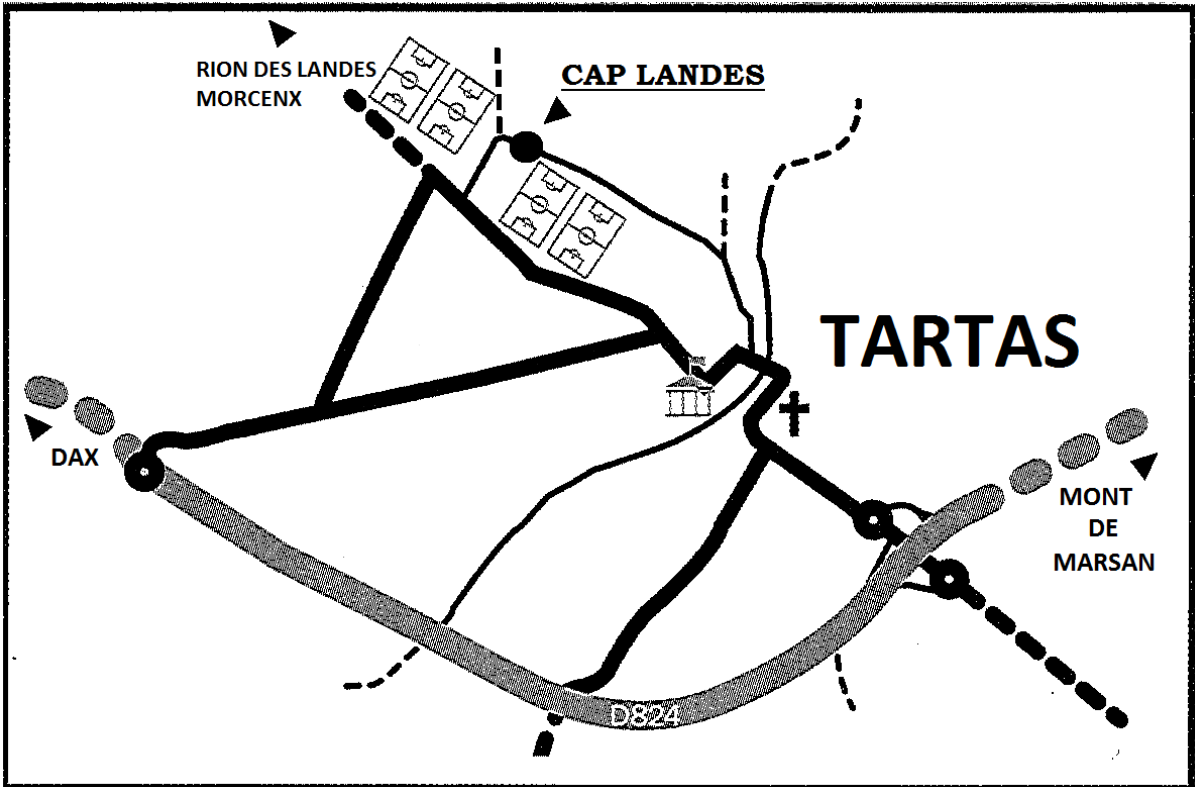 RION DES LANDES
MORCENX
CAP LANDES
TARTAS
DAX
MONT
DE
MARSAN
D824